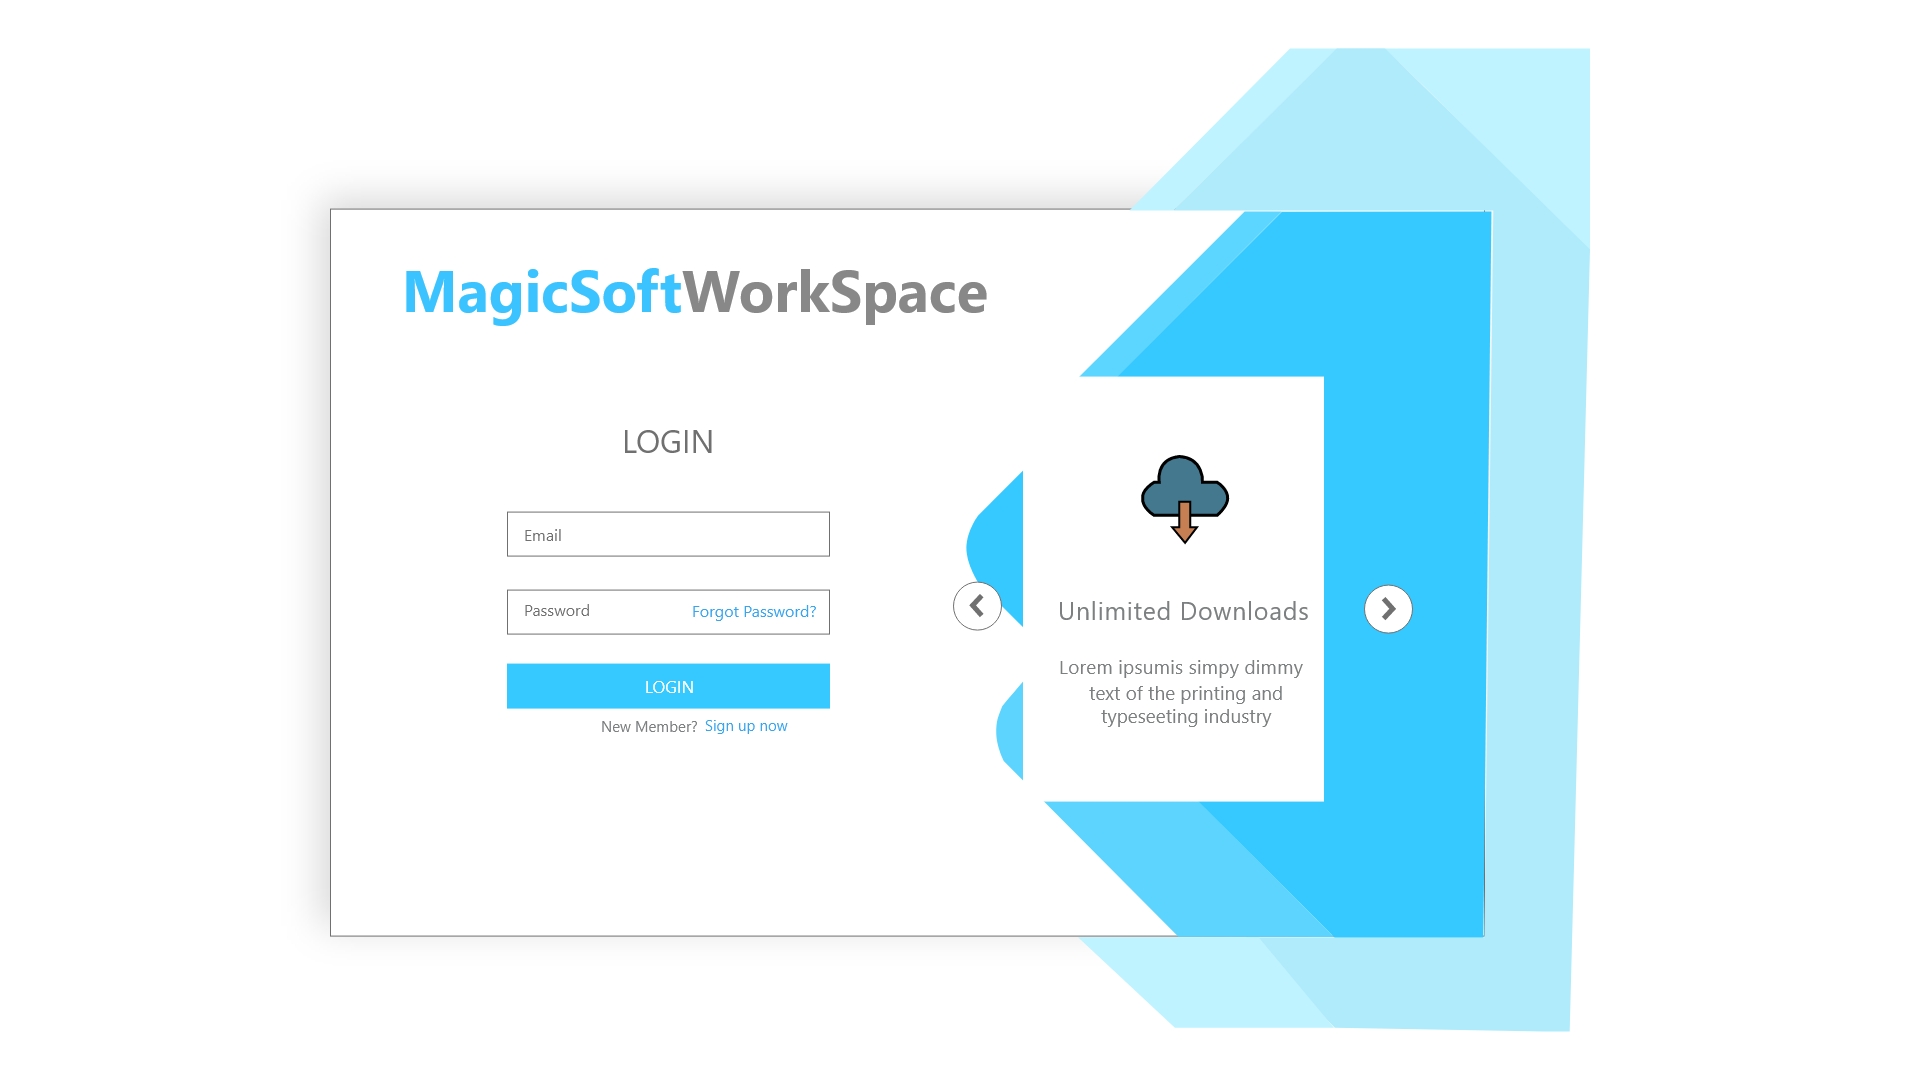 MagicSoftWorkSpace
LOGIN
Email
Password
Forgot Password?
LOGIN
New Member? Sign up now
Unlimited Downloads
Lorem ipsumis simpy dimmy
text of the printing and
typeseeting industry